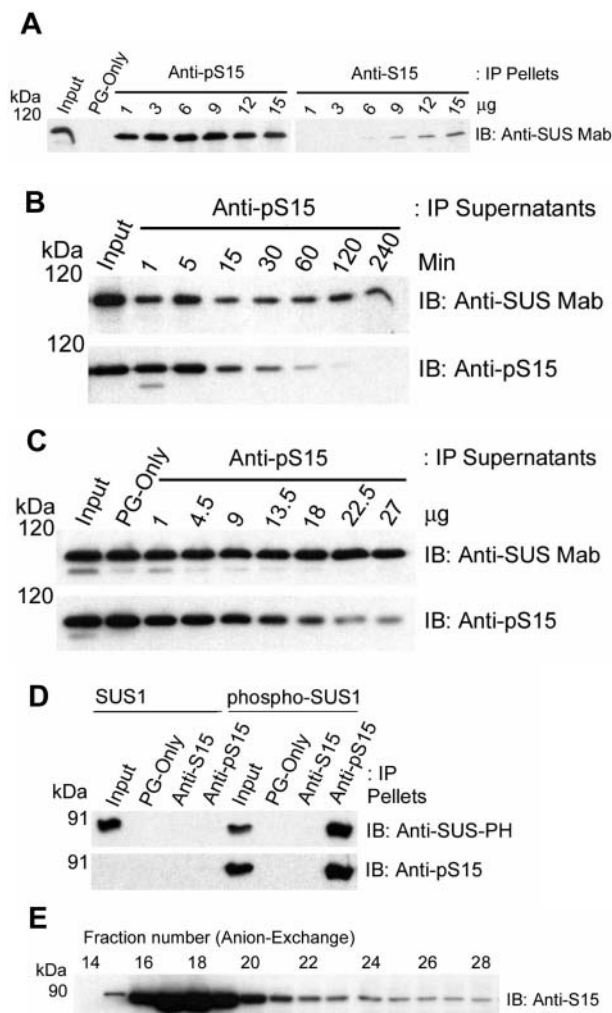 A
Input
PG-Only
Anti-pS15
Anti-S15
: IP Pellets
kDa
120
1 3 6 9 12 15
1 3 6 9 12 15
µg
IB: Anti-SUS Mab
B
Anti-pS15
: IP Supernatants
kDa
Input
1 5 15 30 60 120 240
Min
120
IB: Anti-SUS Mab
120
IB: Anti-pS15
C
Anti-pS15
: IP Supernatants
kDa
Input
PG-Only
1 4.5 9 13.5 18 22.5 27
µg
120
IB: Anti-SUS Mab
120
IB: Anti-pS15
D
SUS1
phospho-SUS1
Input
PG-Only
Anti-S15
Anti-pS15
Input
PG-Only
Anti-S15
Anti-pS15
: IP
Pellets
kDa
91
IB: Anti-SUS-PH
91
IB: Anti-pS15
E
Fraction number (Anion-Exchange)
14 16 18 20 22 24 26 28
kDa
90
IB: Anti-S15